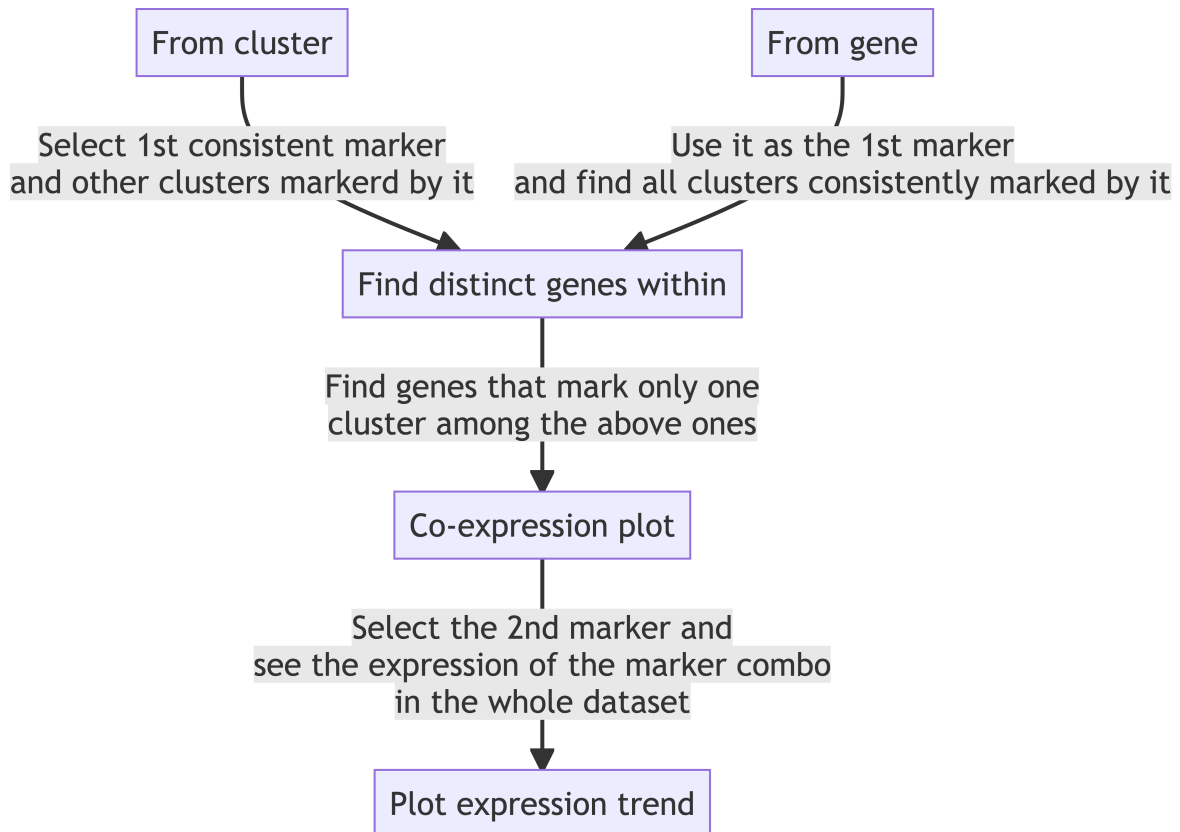 From cluster
From gene
Select 1st consistent marker
and other clusters markerd by it
Use it as the 1st marker
and find all clusters consistently marked by it
Find distinct genes within
Find genes that mark only one
cluster among the above ones
Co-expression plot
Select the 2nd marker and
see the expression of the marker combo
in the whole dataset
Plot expression trend